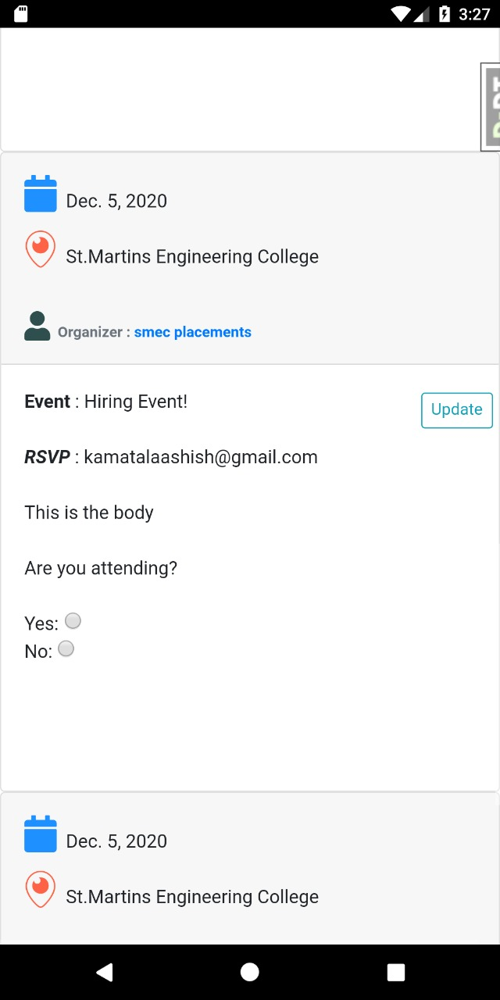 3:27
Dec. 5, 2020
St.Martins Engineering College
Organizer : smec placements
Event : Hiring Event!
Update
RSVP : kamatalaashish@gmail.com
This is the body
Are you attending?
Yes:
No:
Dec. 5, 2020
St.Martins Engineering College